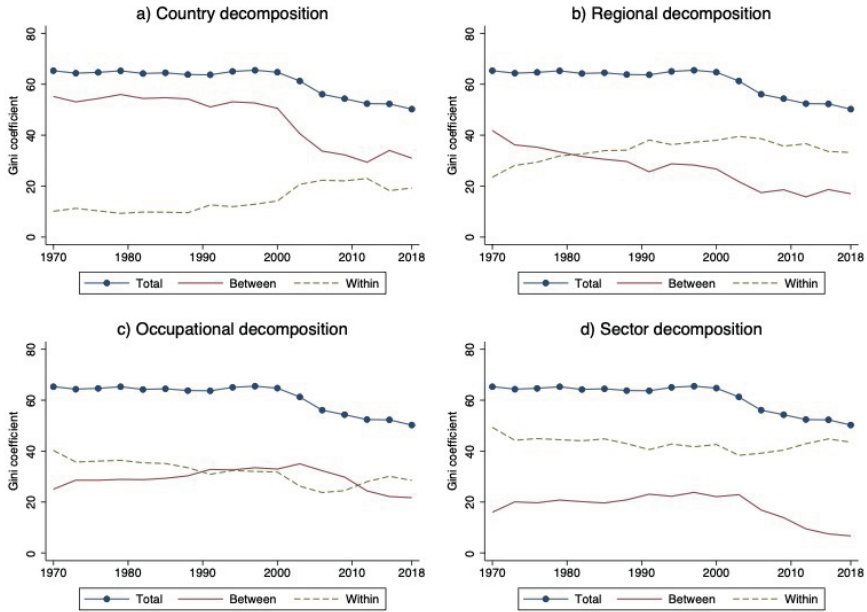 a) Country decomposition
80
60
40
20
0
Gini coefficient
1970 1980 1990 2000 2010 2018
Total Between Within
b) Regional decomposition
80
60
40
20
0
Gini coefficient
1970 1980 1990 2000 2010 2018
Total Between Within
c) Occupational decomposition
80
60
40
20
0
Gini coefficient
1970 1980 1990 2000 2010 2018
Total Between Within
d) Sector decomposition
80
60
40
20
0
Gini coefficient
1970 1980 1990 2000 2010 2018
Total Between Within